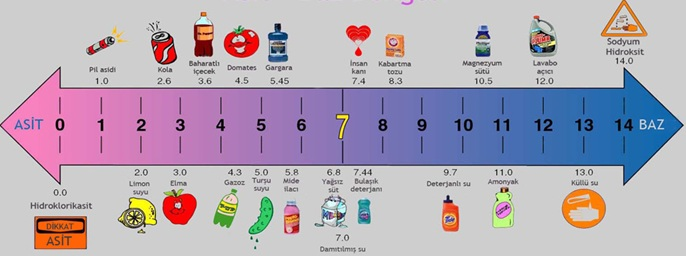 Pil asidi
1.0
Kola
2.6
Baharatlı
içecek
3.6
Domates
4.5
Gargara
5.45
İnsan
kanı
7.4
Kabartma
tozu
8.3
Magnezyum
sütü
10.5
Lavabo
açıcı
12.0
Sodyum
Hidroksit
14.0
ASİT 0 1 2 3 4 5 6 7 8 9 10 11 12 13 14 BAZ
0.0
Hidroklorikasit
DİKKAT
ASİT
2.0
Limon
suyu
3.0
Elma
4.3
Gazoz
5.0
Turşu
suyu
5.8
Mide
ilacı
6.8
Yağsız
süt
7.0
Damıtılmış su
7.44
Bulaşık
deterjanı
9.7
Deterjanlı su
11.0
Amonyak
13.0
Küllü su